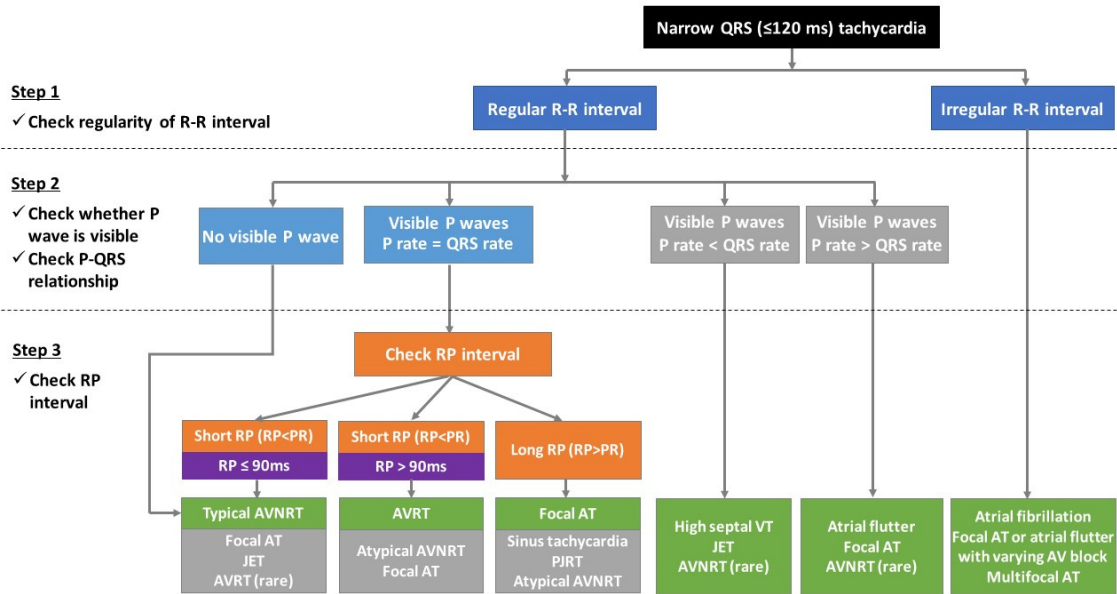 Narrow QRS (≤120 ms) tachycardia
Step 1
✓ Check regularity of R-R interval
Regular R-R interval
Irregular R-R interval
Step 2
✓ Check whether P
wave is visible
✓ Check P-QRS
relationship
No visible P wave
Visible P waves
P rate = QRS rate
Visible P waves
P rate < QRS rate
Visible P waves
P rate > QRS rate
Step 3
✓ Check RP
interval
Check RP interval
Short RP (RP<PR)
RP ≤ 90ms
Short RP (RP<PR)
RP > 90ms
Long RP (RP>PR)
Typical AVNRT
Focal AT
JET
AVRT (rare)
AVRT
Atypical AVNRT
Focal AT
Focal AT
Sinus tachycardia
PJRT
Atypical AVNRT
High septal VT
JET
AVNRT (rare)
Atrial flutter
Focal AT
AVNRT (rare)
Atrial fibrillation
Focal AT or atrial flutter
with varying AV block
Multifocal AT